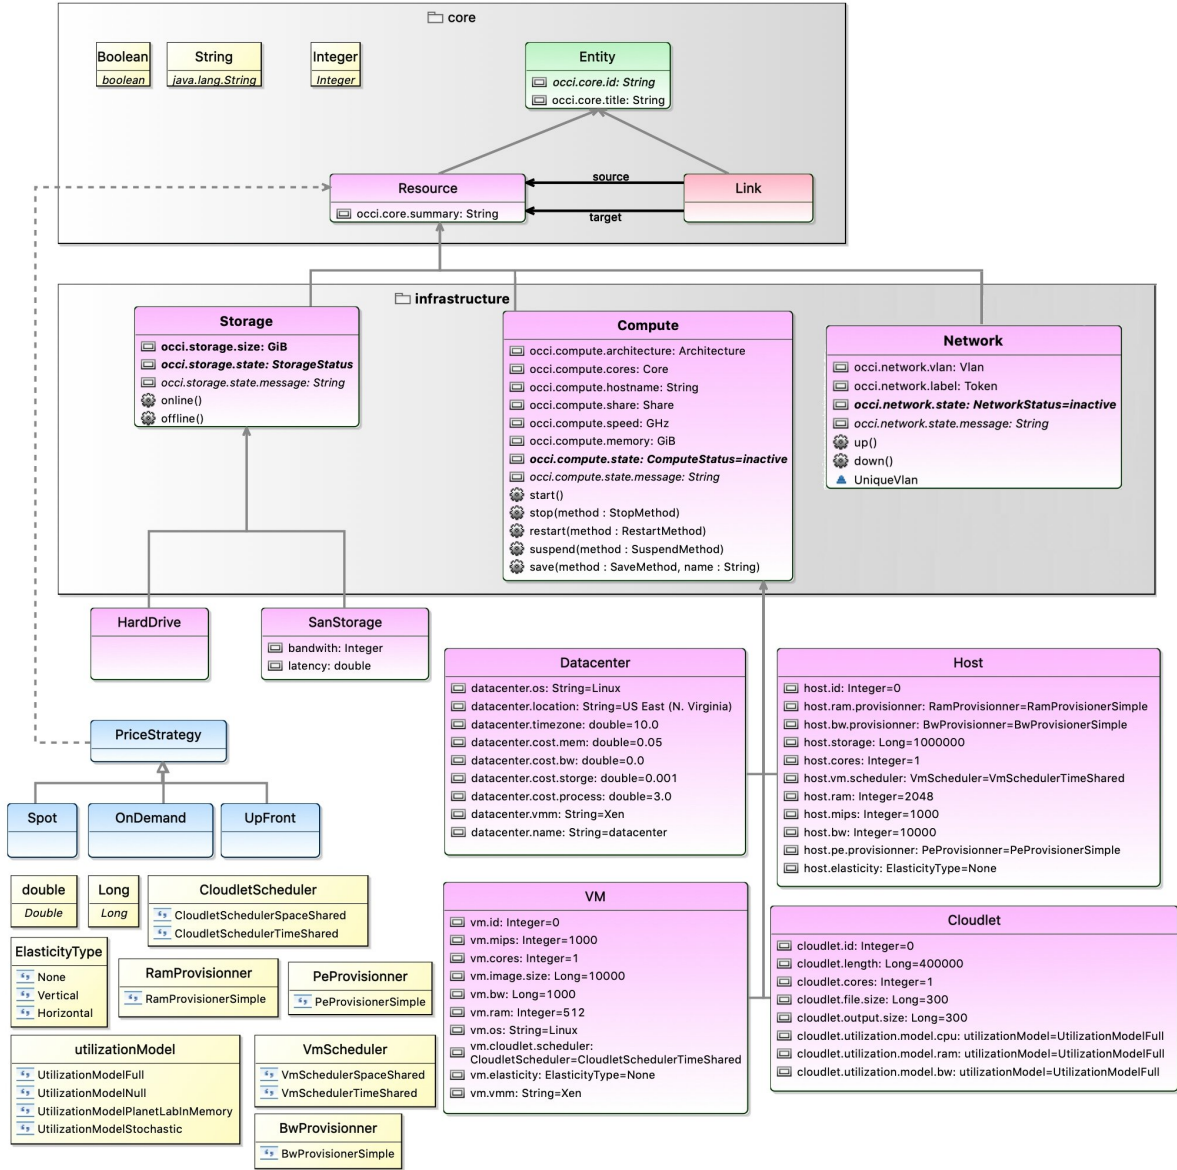 core
Boolean
boolean
String
java.lang.String
Integer
Integer
Entity
occi.core.id: String
occi.core.title: String
Resource
occi.core.summary: String
source
target
Link
infrastructure
Storage
occi.storage.size: GiB
occi.storage.state: StorageStatus
occi.storage.state.message: String
online()
offline()
Compute
occi.compute.architecture: Architecture
occi.compute.cores: Core
occi.compute.hostname: String
occi.compute.share: Share
occi.compute.speed: GHz
occi.compute.memory: GiB
occi.compute.state: ComputeStatus=inactive
occi.compute.state.message: String
start()
stop(method : StopMethod)
restart(method : RestartMethod)
suspend(method : SuspendMethod)
save(method : SaveMethod, name : String)
Network
occi.network.vlan: Vlan
occi.network.label: Token
occi.network.state: NetworkStatus=inactive
occi.network.state.message: String
up()
down()
UniqueVlan
HardDrive
SanStorage
bandwith: Integer
latency: double
Datacenter
datacenter.os: String=Linux
datacenter.location: String=US East (N. Virginia)
datacenter.timezone: double=10.0
datacenter.cost.mem: double=0.05
datacenter.cost.bw: double=0.0
datacenter.cost.storge: double=0.001
datacenter.cost.process: double=3.0
datacenter.vmm: String=Xen
datacenter.name: String=datacenter
Host
host.id: Integer=0
host.ram.provisionner: RamProvisionner=RamProvisionerSimple
host.bw.provisionner: BwProvisionner=BwProvisionerSimple
host.storage: Long=1000000
host.cores: Integer=1
host.vm.scheduler: VmScheduler=VmSchedulerTimeShared
host.ram: Integer=2048
host.mips: Integer=1000
host.bw: Integer=10000
host.pe.provisionner: PeProvisionner=PeProvisionerSimple
host.elasticity: ElasticityType=None
PriceStrategy
Spot
OnDemand
UpFront
double
Double
Long
Long
CloudletScheduler
CloudletSchedulerSpaceShared
CloudletSchedulerTimeShared
ElasticityType
None
Vertical
Horizontal
RamProvisionner
RamProvisionerSimple
PeProvisionner
PeProvisionerSimple
utilizationModel
UtilizationModelFull
UtilizationModelNull
UtilizationModelPlanetLabInMemory
UtilizationModelStochastic
VmScheduler
VmSchedulerSpaceShared
VmSchedulerTimeShared
BwProvisionner
BwProvisionerSimple
VM
vm.id: Integer=0
vm.mips: Integer=1000
vm.cores: Integer=1
vm.image.size: Long=10000
vm.bw: Long=1000
vm.ram: Integer=512
vm.os: String=Linux
vm.cloudlet.scheduler:
CloudletScheduler=CloudletSchedulerTimeShared
vm.elasticity: ElasticityType=None
vm.vmm: String=Xen
Cloudlet
cloudlet.id: Integer=0
cloudlet.length: Long=400000
cloudlet.cores: Integer=1
cloudlet.file.size: Long=300
cloudlet.output.size: Long=300
cloudlet.utilization.model.cpu: utilizationModel=UtilizationModelFull
cloudlet.utilization.model.ram: utilizationModel=UtilizationModelFull
cloudlet.utilization.model.bw: utilizationModel=UtilizationModelFull